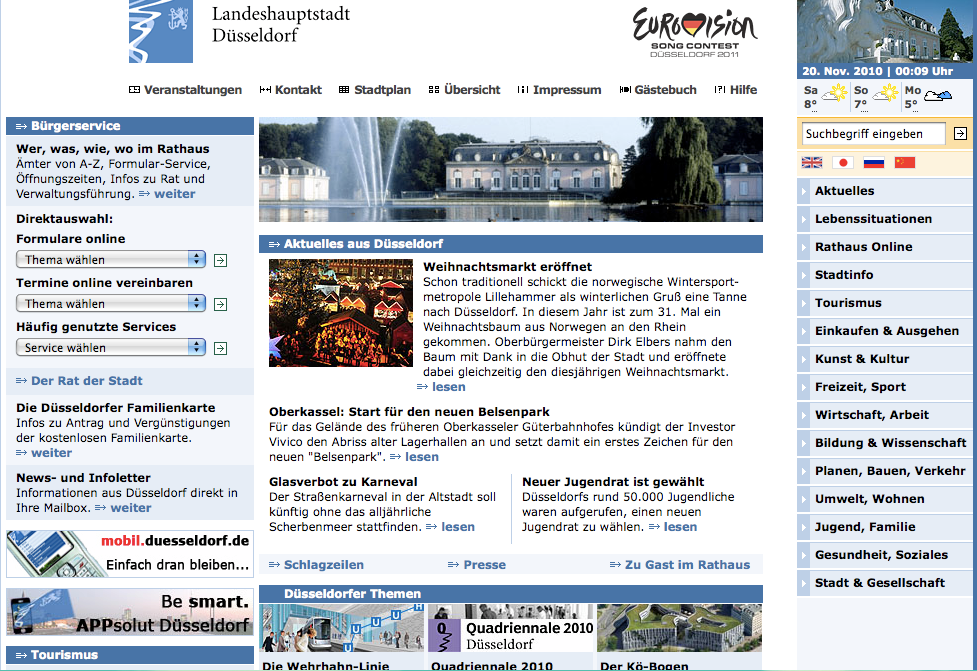 Landeshauptstadt
Düsseldorf
EUROVISION
SONG CONTEST
DÜSSELDORF 2011
Veranstaltungen Kontakt Stadtplan Übersicht Impressum Gästebuch Hilfe
20. Nov. 2010 | 00:09 Uhr
Sa So Mo
8° 7° 5°
Suchbegriff eingeben
Bürgerservice
Wer, was, wie, wo im Rathaus
Ämter von A-Z, Formular-Service,
Öffnungszeiten, Infos zu Rat und
Verwaltungsführung. weiter
Direktauswahl:
Formulare online
Thema wählen
Termine online vereinbaren
Thema wählen
Häufig genutzte Services
Service wählen
Der Rat der Stadt
Die Düsseldorfer Familienkarte
Infos zu Antrag und Vergünstigungen
der kostenlosen Familienkarte.
weiter
News- und Infoletter
Informationen aus Düsseldorf direkt in
Ihre Mailbox. weiter
mobil.duesseldorf.de
Einfach dran bleiben...
Be smart.
APPsolut Düsseldorf
Tourismus
Aktuelles aus Düsseldorf
Weihnachtsmarkt eröffnet
Schon traditionell schickt die norwegische Wintersport-
metropole Lillehammer als winterlichen Gruß eine Tanne
nach Düsseldorf. In diesem Jahr ist zum 31. Mal ein
Weihnachtsbaum aus Norwegen an den Rhein
gekommen. Oberbürgermeister Dirk Elbers nahm den
Baum mit Dank in die Obhut der Stadt und eröffnete
dabei gleichzeitig den diesjährigen Weihnachtsmarkt.
lesen
Oberkassel: Start für den neuen Belsenpark
Für das Gelände des früheren Oberkasseler Güterbahnhofes kündigt der Investor
Vivico den Abriss alter Lagerhallen an und setzt damit ein erstes Zeichen für den
neuen "Belsenpark". lesen
Glasverbot zu Karneval
Der Straßenkarneval in der Altstadt soll
künftig ohne das alljährliche
Scherbenmeer stattfinden. lesen
Neuer Jugendrat ist gewählt
Düsseldorfs rund 50.000 Jugendliche
waren aufgerufen, einen neuen
Jugendrat zu wählen. lesen
Schlagzeilen Presse Zu Gast im Rathaus
Düsseldorfer Themen
U U U H
U
Quadriennale 2010
Düsseldorf
Die Wehrhahn-Linie Quadriennale 2010 Der Kö-Bogen
Aktuelles
Lebenssituationen
Rathaus Online
Stadtinfo
Tourismus
Einkaufen & Ausgehen
Kunst & Kultur
Freizeit, Sport
Wirtschaft, Arbeit
Bildung & Wissenschaft
Planen, Bauen, Verkehr
Umwelt, Wohnen
Jugend, Familie
Gesundheit, Soziales
Stadt & Gesellschaft